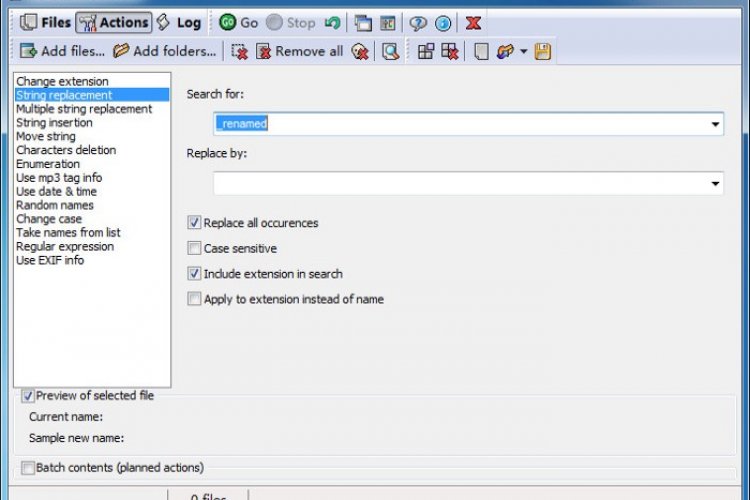 Files Actions Log Go Stop
Add files... Add folders... Remove all
Change extension
String replacement
Multiple string replacement
String insertion
Move string
Characters deletion
Enumeration
Use mp3 tag info
Use date & time
Random names
Change case
Take names from list
Regular expression
Use EXIF info
Search for:
_renamed
Replace by:
Replace all occurences
Case sensitive
Include extension in search
Apply to extension instead of name
Preview of selected file
Current name:
Sample new name:
Batch contents (planned actions)
0 files